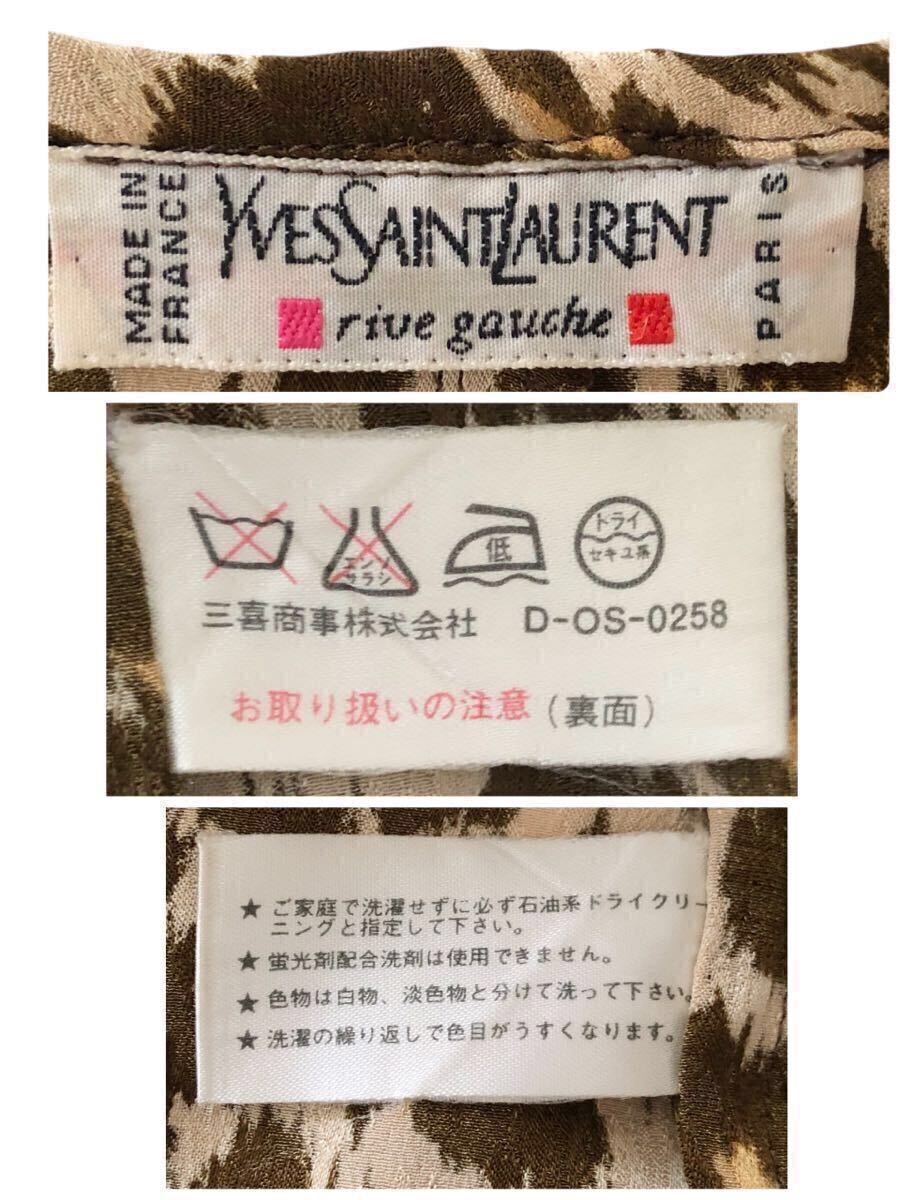 MADE IN
FRANCE
YVESSAINTLAURENT
rive gauche
PARIS
エンソ
サラシ
低
ドライ
セキユ系
三喜商事株式会社 D-OS-0258
お取り扱いの注意(裏面)
★ ご家庭で洗濯せずに必ず石油系ドライクリー
ニングと指定して下さい。
★ 蛍光剤配合洗剤は使用できません。
★ 色物は白物、淡色物と分けて洗って下さい。
★ 洗濯の繰り返しで色目がうすくなります。